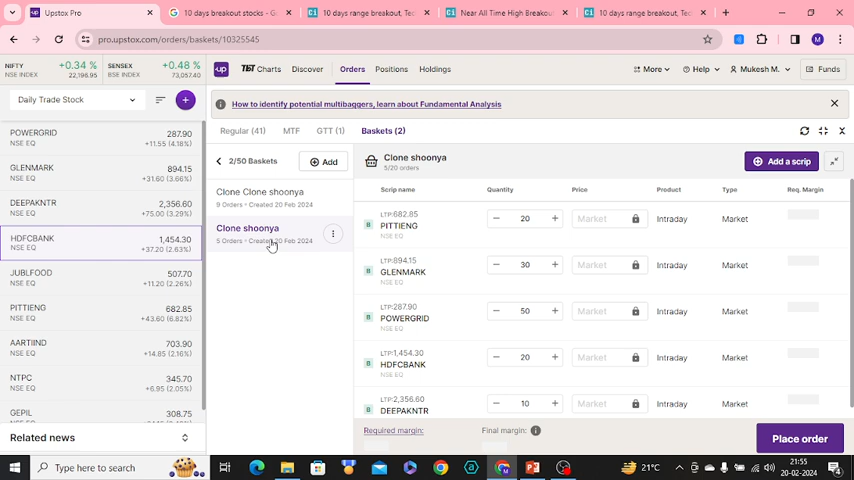 Upstox Pro
10 days breakout stocks - G
10 days range breakout, Tec
Near All Time High Breakout
10 days range breakout, Tec
pro.upstox.com/orders/baskets/10325545
NIFTY
NSE INDEX
+0.34 %
22,196.95
SENSEX
BSE INDEX
+0.48 %
73,057.40
up
TBT Charts
Discover
Orders
Positions
Holdings
More
Help
Mukesh M.
Funds
Daily Trade Stock
How to identify potential multibaggers, learn about Fundamental Analysis
Regular (41)
MTF
GTT (1)
Baskets (2)
POWERGRID 287.90
NSE EQ +11.55 (4.18%)
GLENMARK 894.15
NSE EQ +31.60 (3.66%)
DEEPAKNTR 2,356.60
NSE EQ +75.00 (3.29%)
HDFCBANK 1,454.30
NSE EQ +37.20 (2.63%)
JUBLFOOD 507.70
NSE EQ +11.20 (2.26%)
PITTIENG 682.85
NSE EQ +43.60 (6.82%)
AARTIIND 703.90
NSE EQ +14.85 (2.16%)
NTPC 345.70
NSE EQ +6.95 (2.05%)
GEPIL 308.75
Related news
2/50 Baskets
Add
Clone Clone shoonya
9 Orders • Created 20 Feb 2024
Clone shoonya
5 Orders • Created 20 Feb 2024
Clone shoonya
5/20 orders
Add a scrip
Scrip name Quantity Price Product Type Req. Margin
LTP:682.85
B PITTIENG 20 Market Intraday Market
NSE EQ
LTP:894.15
B GLENMARK 30 Market Intraday Market
NSE EQ
LTP:287.90
B POWERGRID 50 Market Intraday Market
NSE EQ
LTP:1,454.30
B HDFCBANK 20 Market Intraday Market
NSE EQ
LTP:2,356.60
B DEEPAKNTR 10 Market Intraday Market
Required margin:
Final margin:
Place order
Type here to search
21°C
21:55
20-02-2024
4